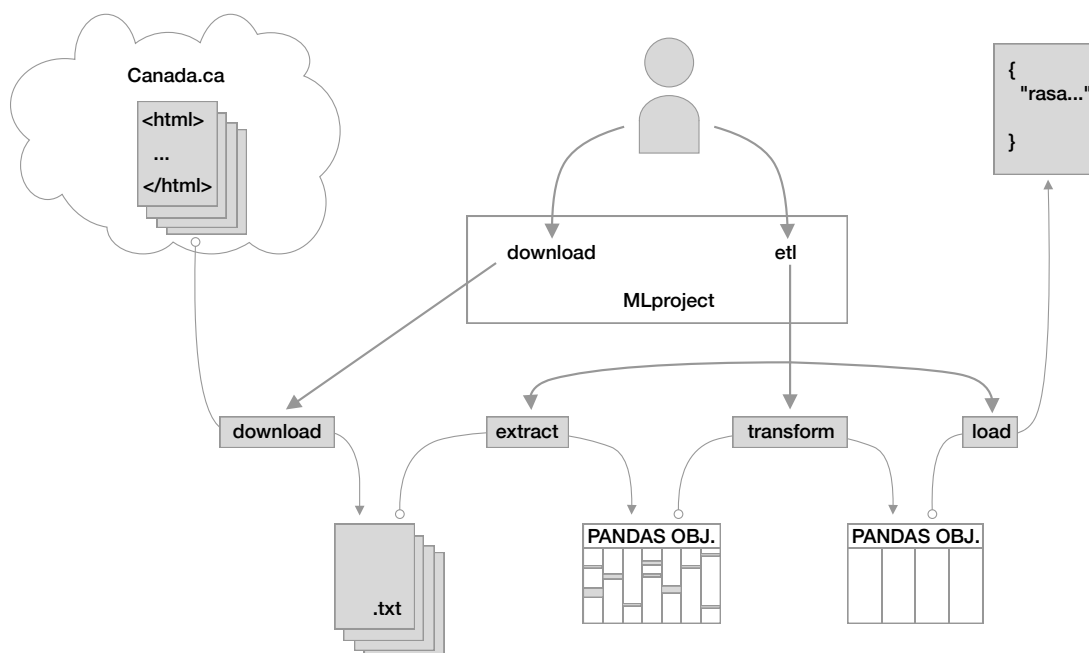 Canada.ca
<html>
...
</html>
{
"rasa..."
}
download
etl
MLproject
download
extract
transform
load
.txt
PANDAS OBJ.
PANDAS OBJ.